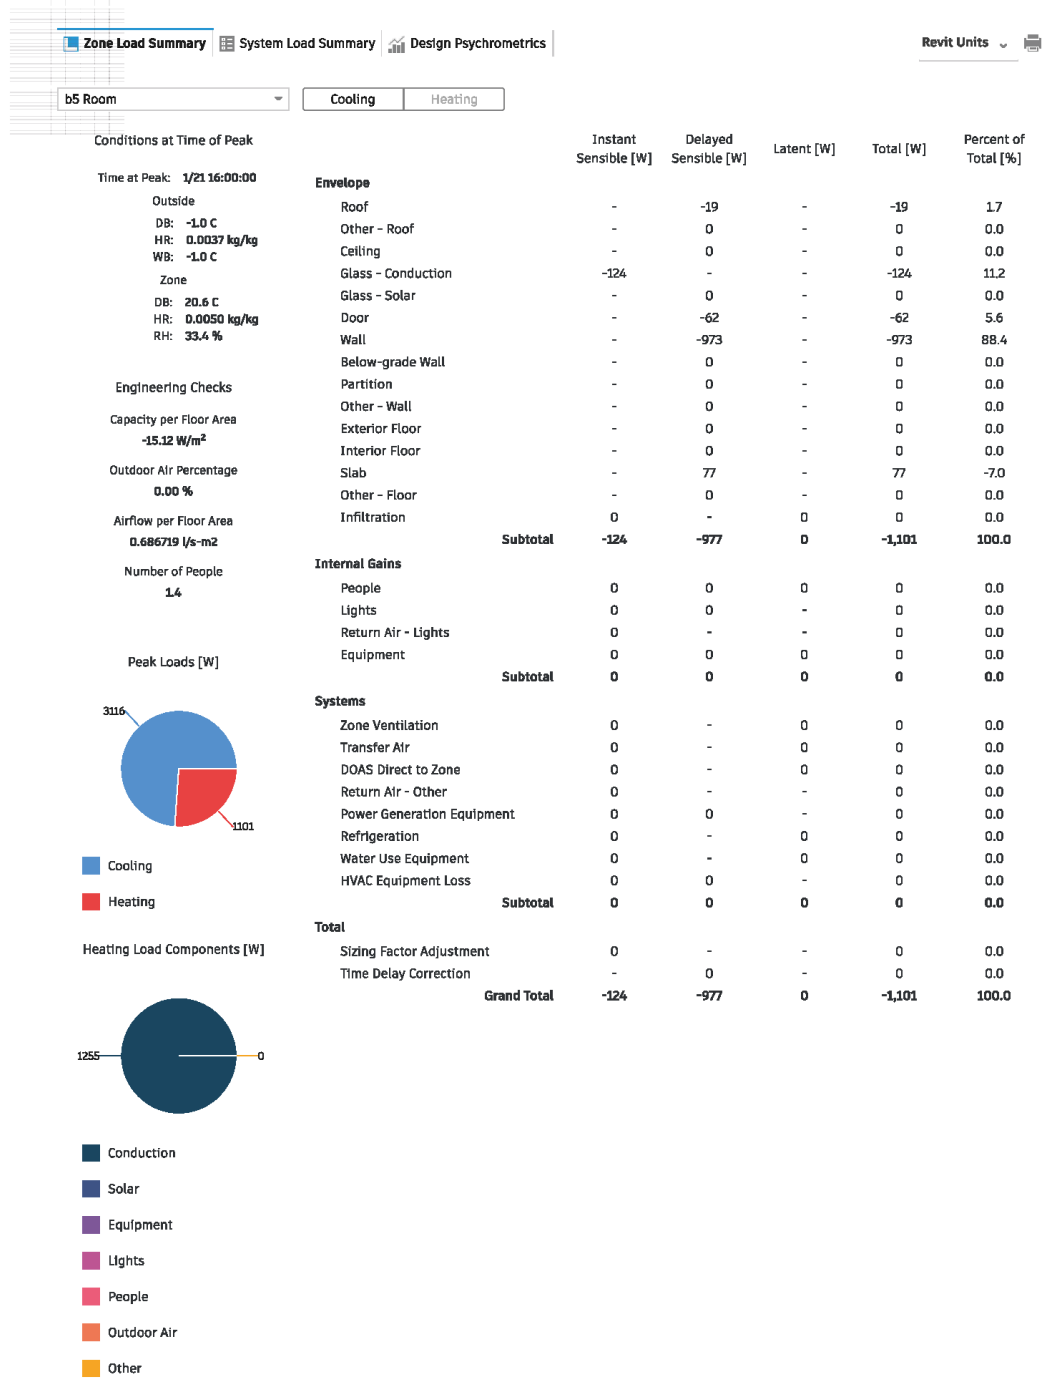 Zone Load Summary System Load Summary Design Psychrometrics Revit Units
b5 Room Cooling Heating
Conditions at Time of Peak
Time at Peak: 1/21 16:00:00
Outside
DB: -1.0 C
HR: 0.0037 kg/kg
WB: -1.0 C
Zone
DB: 20.6 C
HR: 0.0050 kg/kg
RH: 33.4 %
Engineering Checks
Capacity per Floor Area
-15.12 W/m²
Outdoor Air Percentage
0.00 %
Airflow per Floor Area
0.686719 l/s-m2
Number of People
1.4
Peak Loads [W]
3116
1101
Cooling
Heating
Heating Load Components [W]
1255 0
Conduction
Solar
Equipment
Lights
People
Outdoor Air
Other
Instant Delayed Percent of
Sensible [W] Sensible [W] Latent [W] Total [W] Total [%]
Envelope
Roof - -19 - -19 1.7
Other - Roof - 0 - 0 0.0
Ceiling - 0 - 0 0.0
Glass - Conduction -124 - - -124 11.2
Glass - Solar - 0 - 0 0.0
Door - -62 - -62 5.6
Wall - -973 - -973 88.4
Below-grade Wall - 0 - 0 0.0
Partition - 0 - 0 0.0
Other - Wall - 0 - 0 0.0
Exterior Floor - 0 - 0 0.0
Interior Floor - 0 - 0 0.0
Slab - 77 - 77 -7.0
Other - Floor - 0 - 0 0.0
Infiltration 0 - 0 0 0.0
Subtotal -124 -977 0 -1,101 100.0
Internal Gains
People 0 0 0 0 0.0
Lights 0 0 - 0 0.0
Return Air - Lights 0 - - 0 0.0
Equipment 0 0 0 0 0.0
Subtotal 0 0 0 0 0.0
Systems
Zone Ventilation 0 - 0 0 0.0
Transfer Air 0 - 0 0 0.0
DOAS Direct to Zone 0 - 0 0 0.0
Return Air - Other 0 - - 0 0.0
Power Generation Equipment 0 0 - 0 0.0
Refrigeration 0 - 0 0 0.0
Water Use Equipment 0 - 0 0 0.0
HVAC Equipment Loss 0 0 - 0 0.0
Subtotal 0 0 0 0 0.0
Total
Sizing Factor Adjustment 0 - - 0 0.0
Time Delay Correction - 0 - 0 0.0
Grand Total -124 -977 0 -1,101 100.0